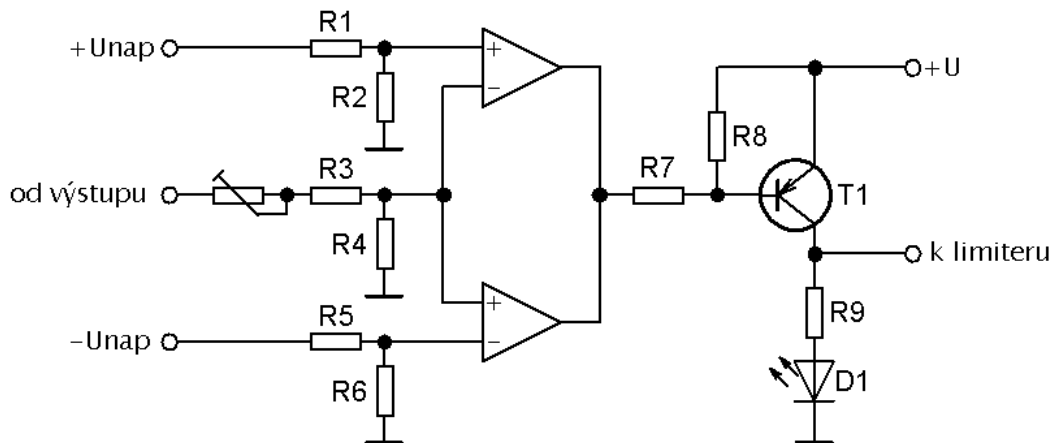 R1
+Unap
+
R2
−
+U
R8
R3
od výstupu
R7
T1
R4
k limiteru
R5
+
−Unap
−
R9
R6
D1